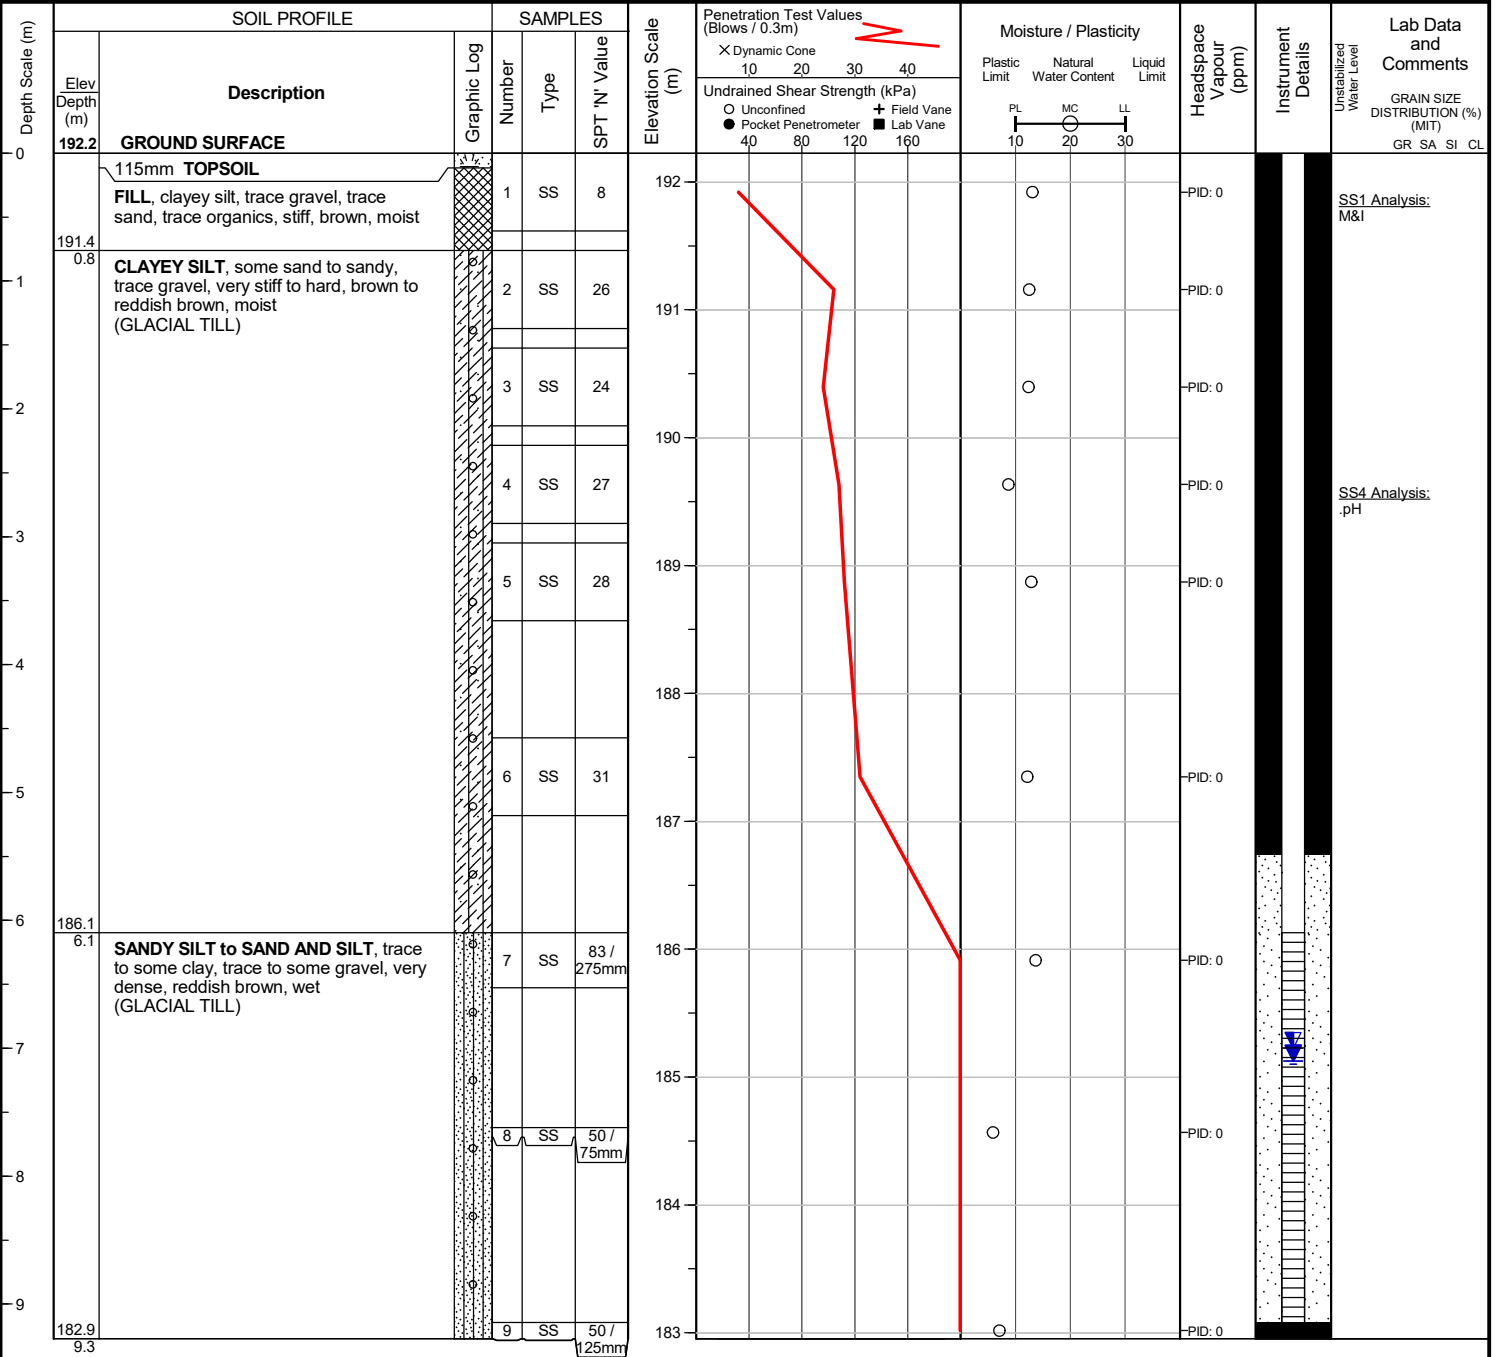 SOIL PROFILE
SAMPLES
Depth Scale (m)
Elev
Depth
(m)
Description
Graphic Log
Number
Type
SPT 'N' Value
Elevation Scale
(m)
Penetration Test Values
(Blows / 0.3m)
Dynamic Cone
10 20 30 40
Undrained Shear Strength (kPa)
Unconfined
Field Vane
Pocket Penetrometer
Lab Vane
40 80 120 160
Moisture / Plasticity
Plastic
Limit
Natural
Water Content
Liquid
Limit
PL MC LL
10 20 30
Headspace
Vapour
(ppm)
Instrument
Details
Unstabilized
Water Level
Lab Data
and
Comments
GRAIN SIZE
DISTRIBUTION (%)
(MIT)
GR SA SI CL
192.2 GROUND SURFACE
0
115mm TOPSOIL
FILL, clayey silt, trace gravel, trace
sand, trace organics, stiff, brown, moist
1 SS 8
192
PID: 0
SS1 Analysis:
M&I
191.4
0.8
CLAYEY SILT, some sand to sandy,
trace gravel, very stiff to hard, brown to
reddish brown, moist
(GLACIAL TILL)
1
2 SS 26
PID: 0
191
3 SS 24
PID: 0
2
190
4 SS 27
PID: 0
SS4 Analysis:
.pH
3
189
5 SS 28
PID: 0
4
188
6 SS 31
PID: 0
5
187
6
186.1
6.1
SANDY SILT to SAND AND SILT, trace
to some clay, trace to some gravel, very
dense, reddish brown, wet
(GLACIAL TILL)
186
7 SS 83 /
275mm
PID: 0
7
185
8 SS 50 /
75mm
PID: 0
8
184
9
182.9
9.3
9 SS 50 /
125mm
183
PID: 0